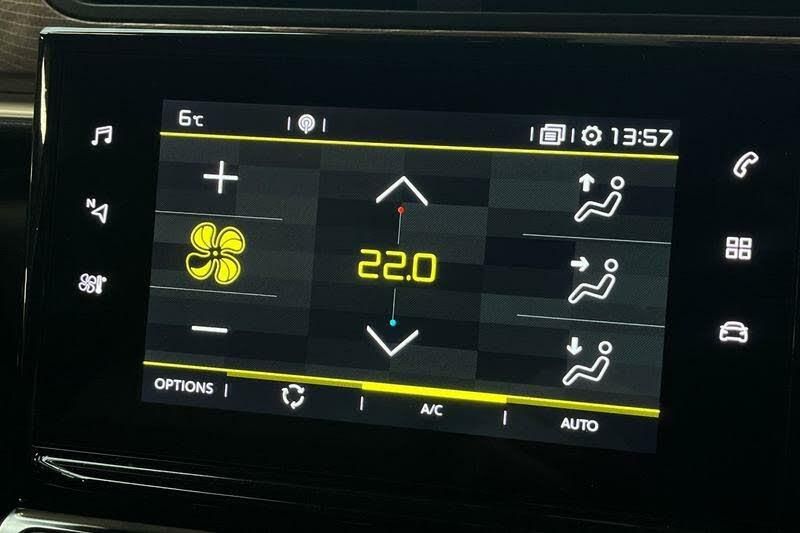 6°C
13:57
N
22.0
OPTIONS
A/C
AUTO